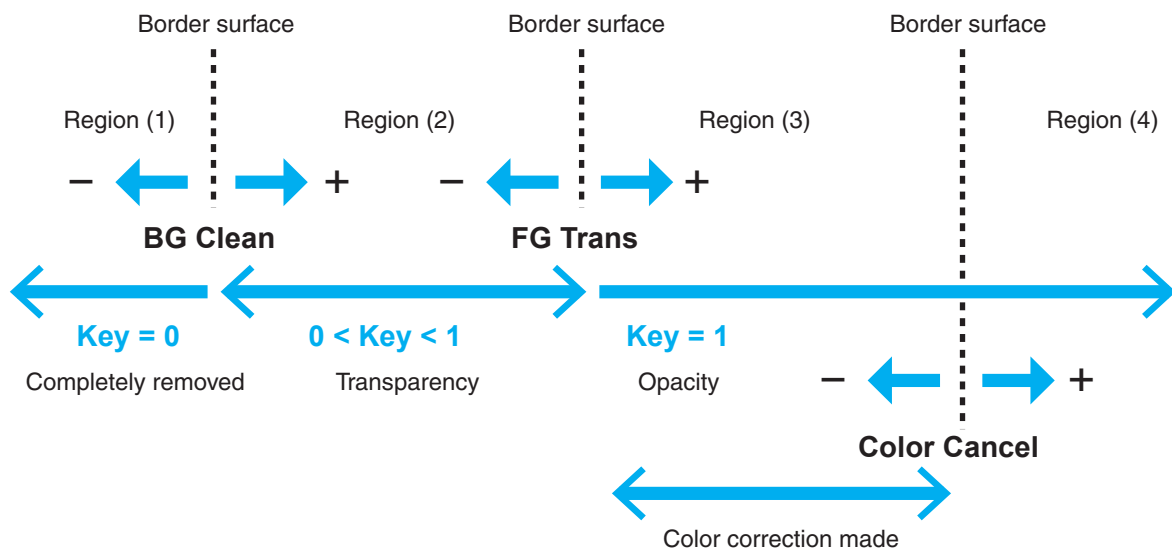 Border surface
Border surface
Border surface
Region (1)
Region (2)
Region (3)
Region (4)
− +
− +
BG Clean
FG Trans
Key = 0
0 < Key < 1
Key = 1
Completely removed
Transparency
Opacity
− +
Color Cancel
Color correction made